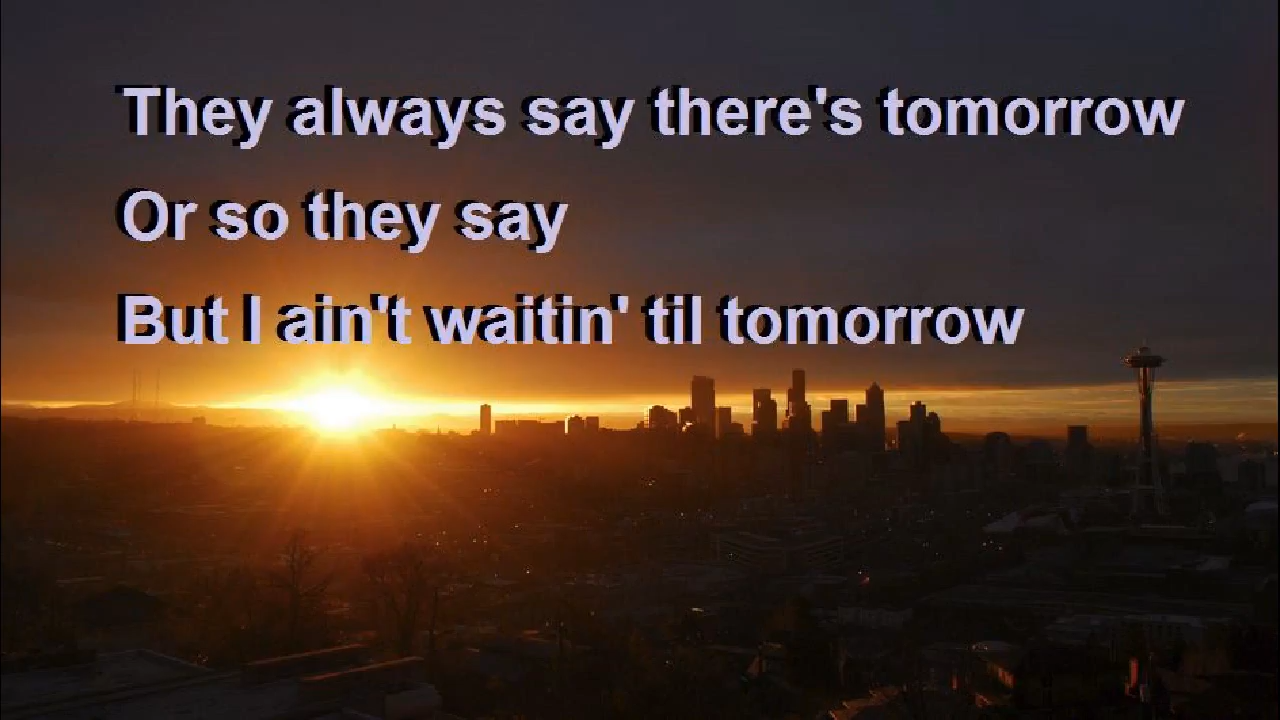 They always say there's tomorrow
Or so they say
But I ain't waitin' til tomorrow